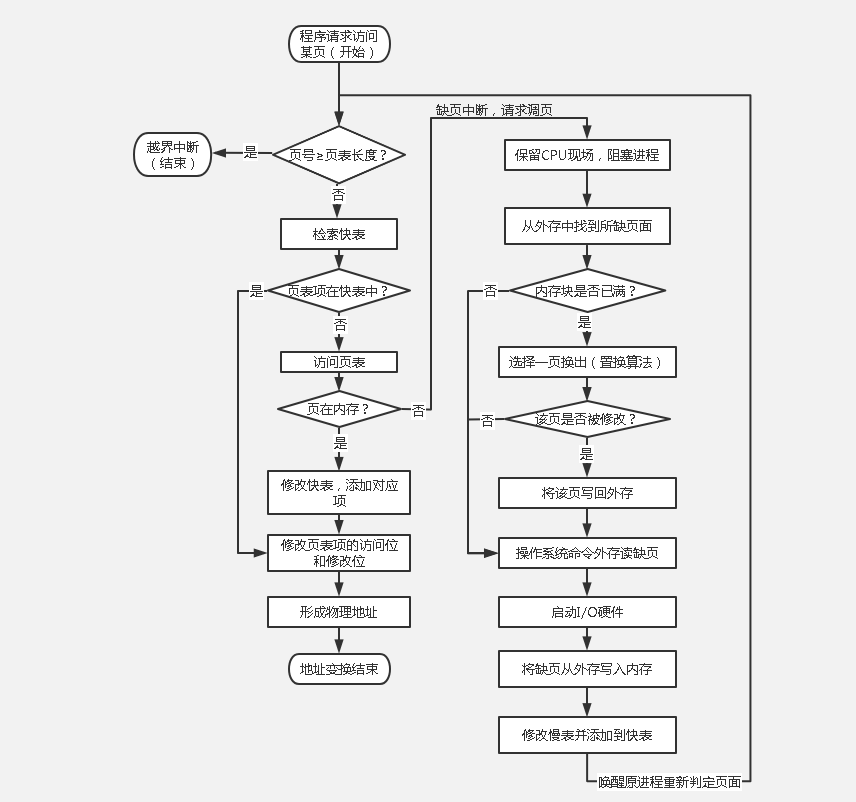 程序请求访问
某页（开始）
越界中断
（结束）
是
页号≥页表长度？
否
检索快表
是
页表项在快表中？
否
访问页表
页在内存？
否
是
修改快表，添加对应
项
修改页表项的访问位
和修改位
形成物理地址
地址变换结束
缺页中断，请求调页
保留CPU现场，阻塞进程
从外存中找到所缺页面
否
内存块是否已满？
是
选择一页换出（置换算法）
否
该页是否被修改？
是
将该页写回外存
操作系统命令外存读缺页
启动I/O硬件
将缺页从外存写入内存
修改慢表并添加到快表
唤醒原进程重新判定页面